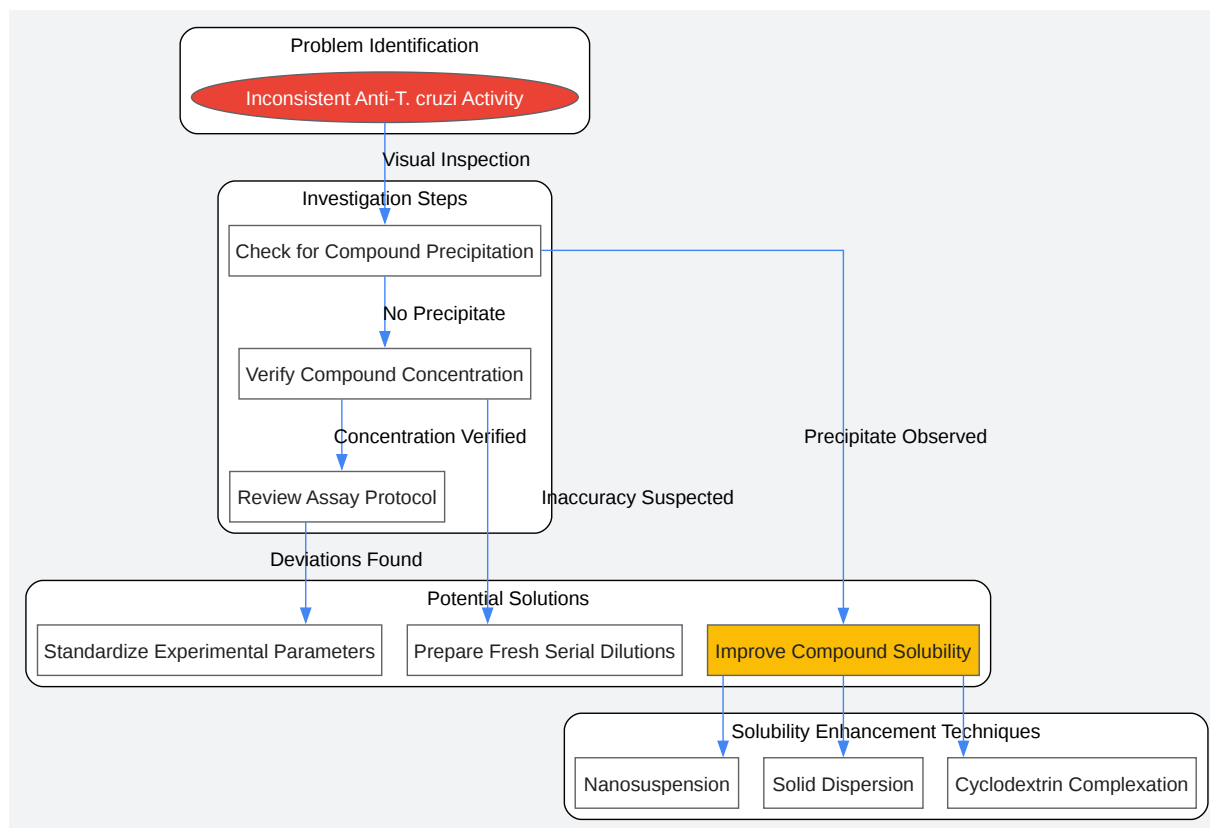 Problem Identification
Inconsistent Anti-T. cruzi Activity
Visual Inspection
Investigation Steps
Check for Compound Precipitation
No Precipitate
Verify Compound Concentration
Concentration Verified
Precipitate Observed
Review Assay Protocol
Inaccuracy Suspected
Deviations Found
Potential Solutions
Standardize Experimental Parameters
Prepare Fresh Serial Dilutions
Improve Compound Solubility
Solubility Enhancement Techniques
Nanosuspension
Solid Dispersion
Cyclodextrin Complexation